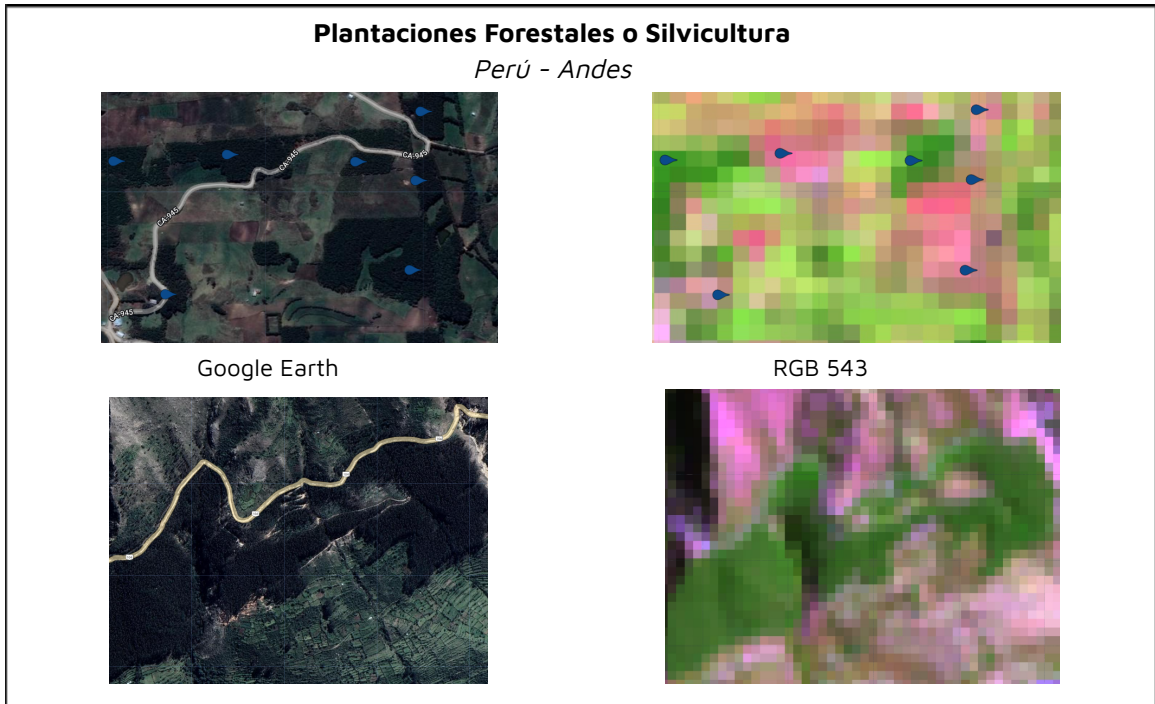 Plantaciones Forestales o Silvicultura
Perú - Andes
CA-945
CA-945
CA-945
CA-945
Google Earth
RGB 543